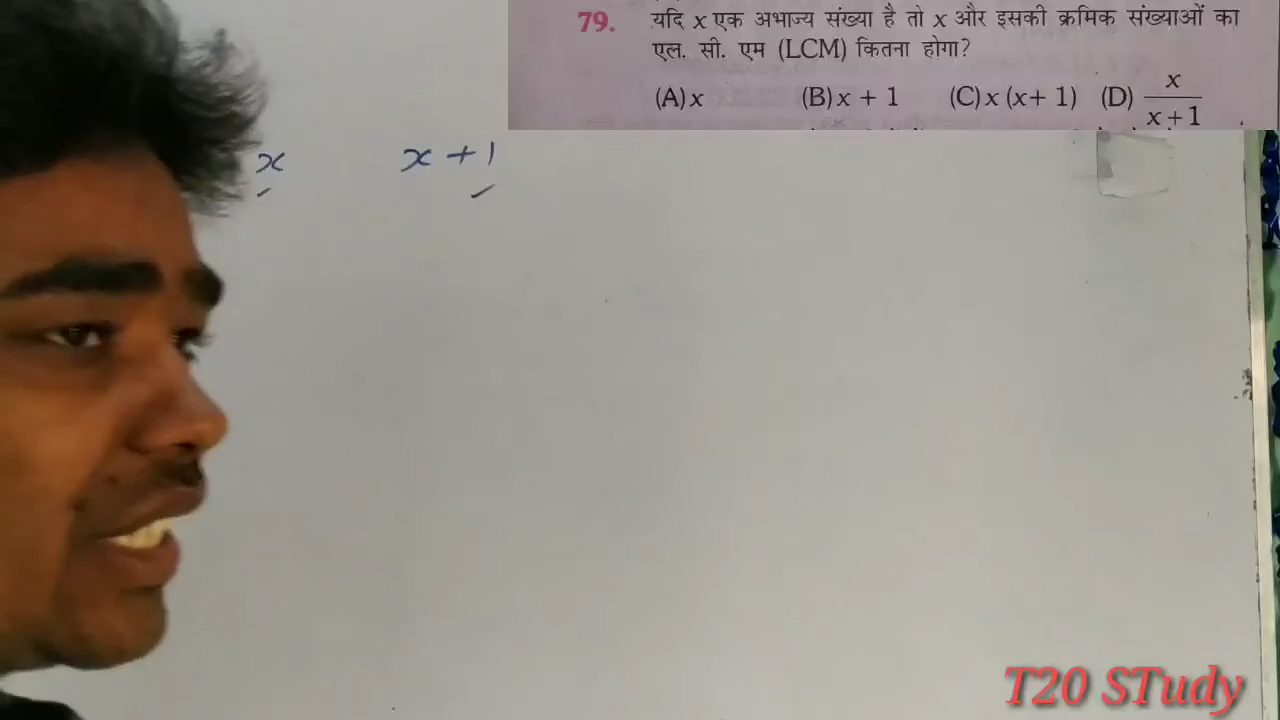 79. यदि x एक अभाज्य संख्या है तो x और इसकी क्रमिक संख्याओं का
एल. सी. एम (LCM) कितना होगा?
(A) x (B) x + 1 (C) x (x + 1) (D) x/x+1
x x + 1
T20 STudy